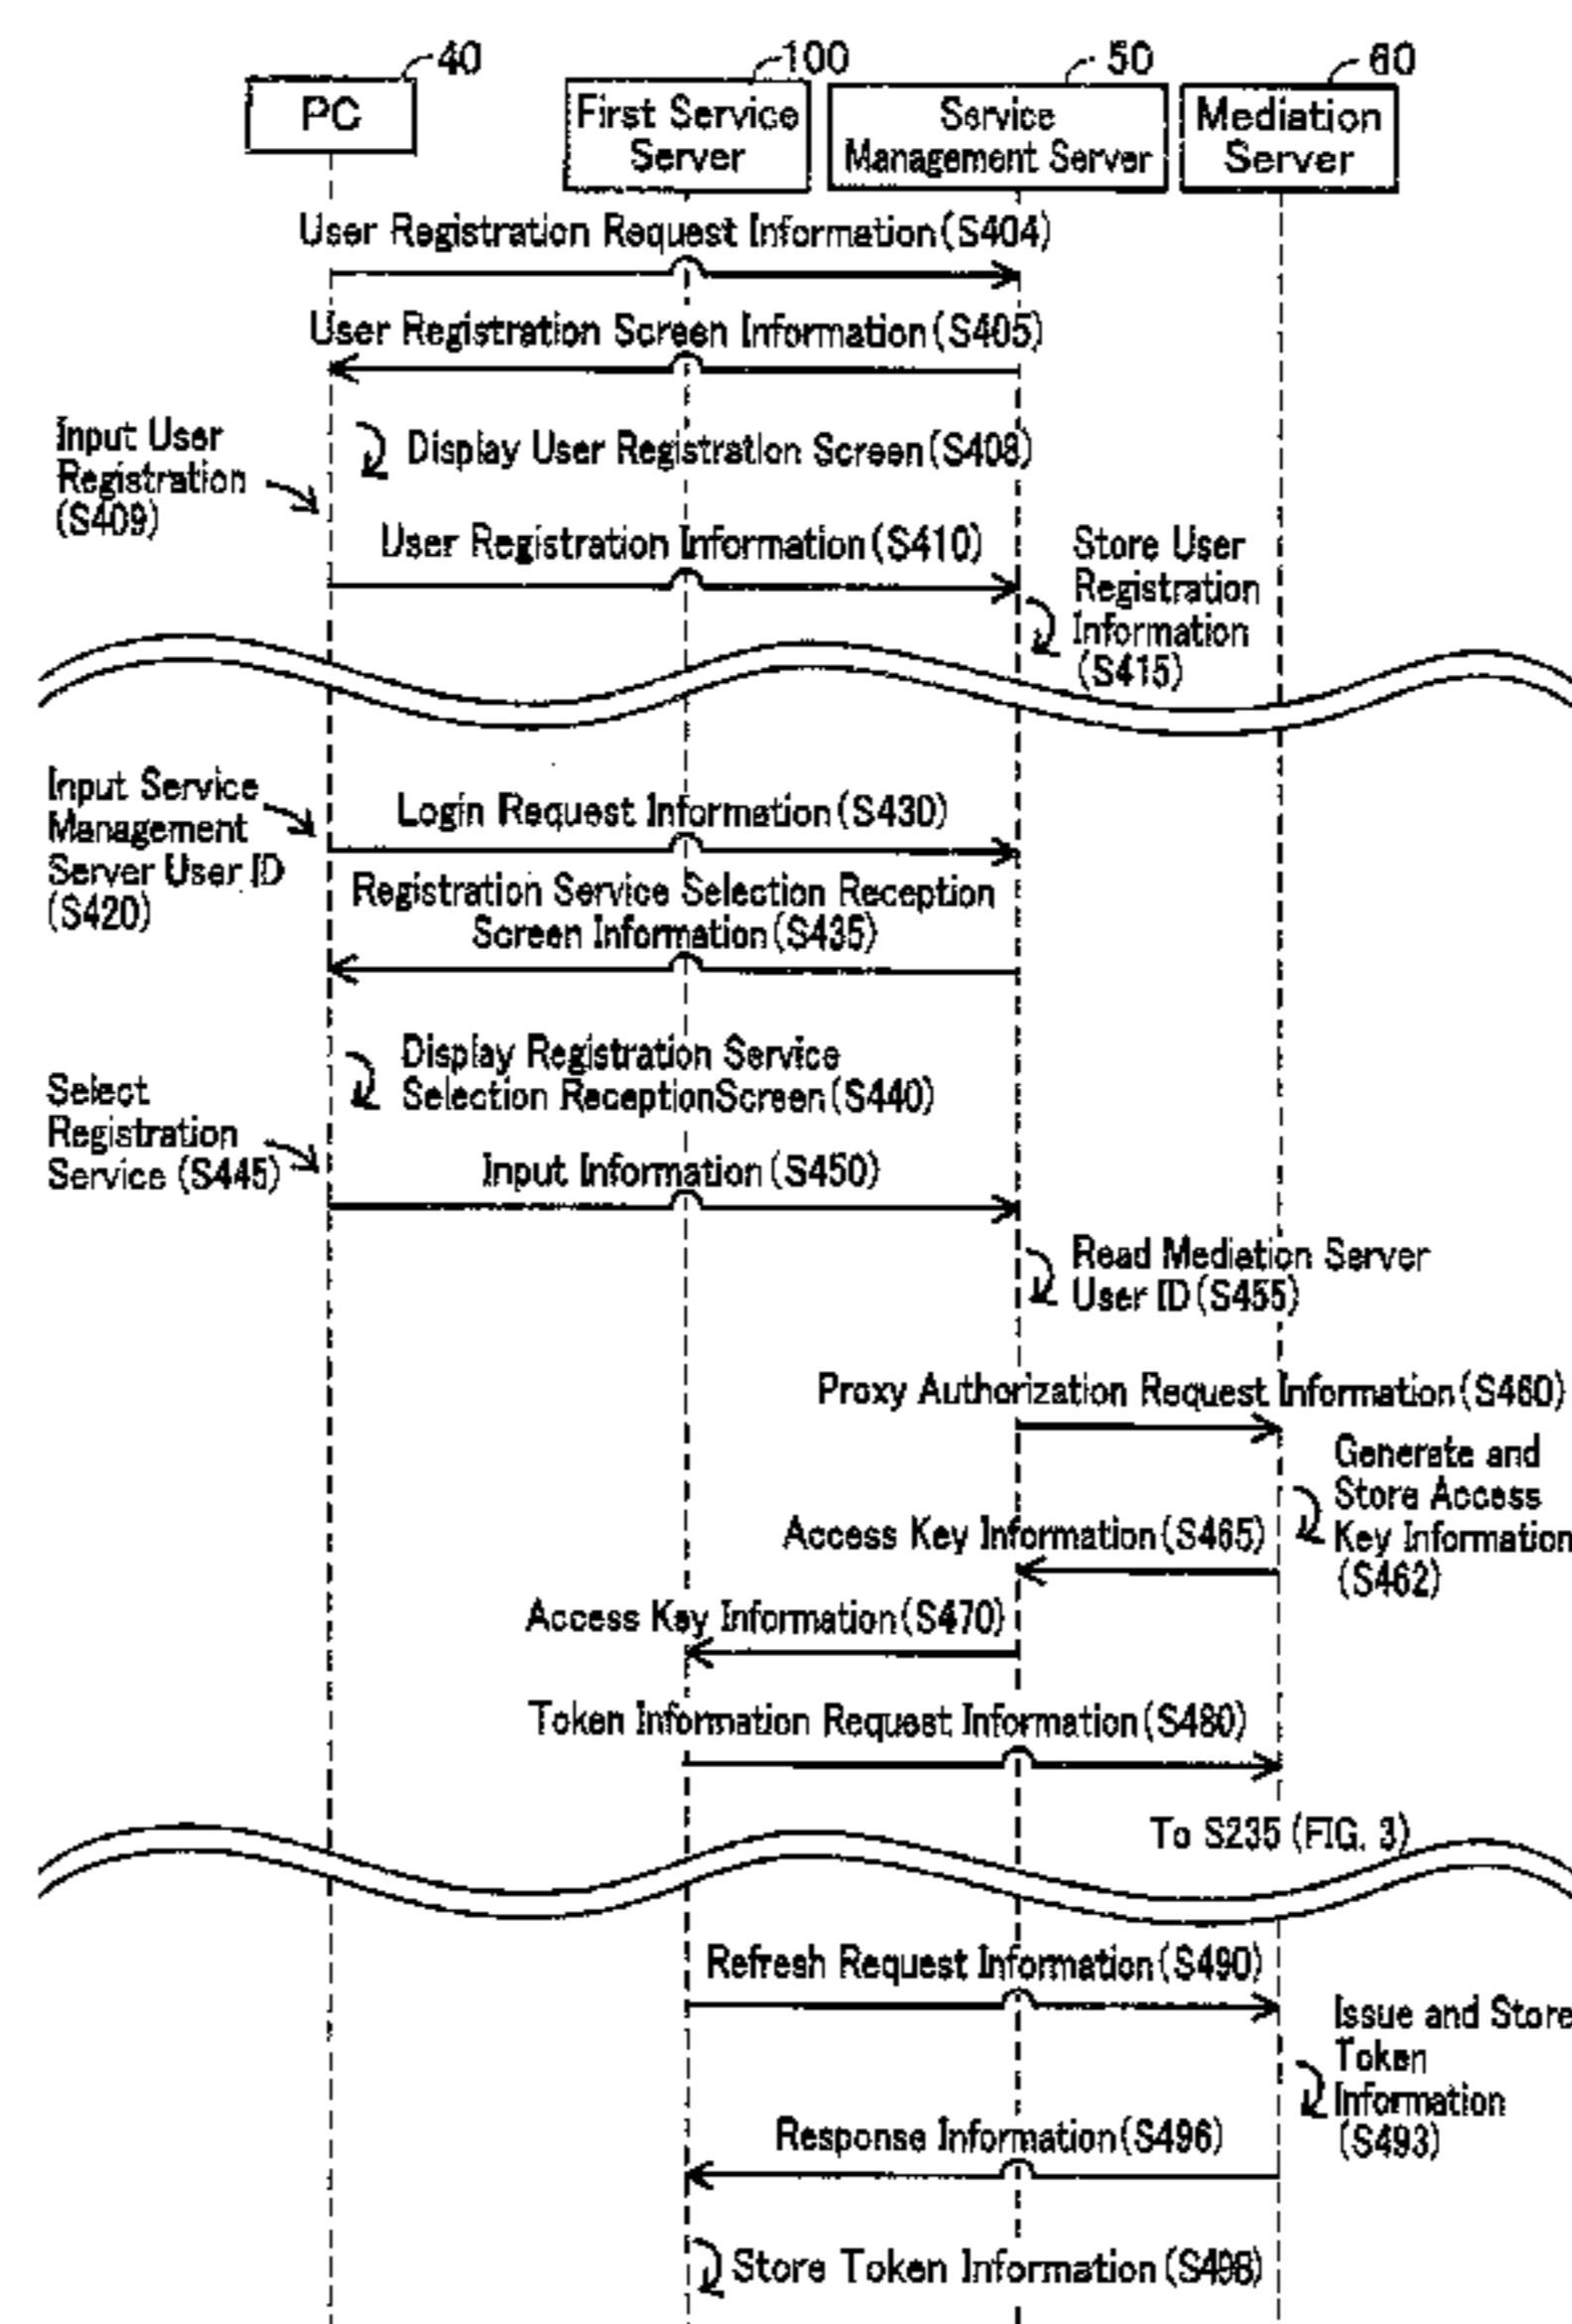 40
100
50
60
PC
First Service
Server
Service
Management Server
Mediation
Server
User Registration Request Information(S404)
User Registration Screen Information(S405)
Input User
Registration
(S409)
Display User Registration Screen(S408)
User Registration Information(S410)
Store User
Registration
Information
(S415)
Input Service
Management
Server User ID
(S420)
Login Request Information(S430)
Registration Service Selection Reception
Screen Information(S435)
Display Registration Service
Selection ReceptionScreen(S440)
Select
Registration
Service (S445)
Input Information(S450)
Read Mediation Server
User ID(S455)
Proxy Authorization Request Information(S460)
Generate and
Store Access
Key Information
(S462)
Access Key Information(S465)
Access Key Information(S470)
Token Information Request Information(S480)
To S235 (FIG. 3)
Refresh Request Information(S490)
Issue and Store
Token
Information
(S493)
Response Information(S496)
Store Token Information(S498)